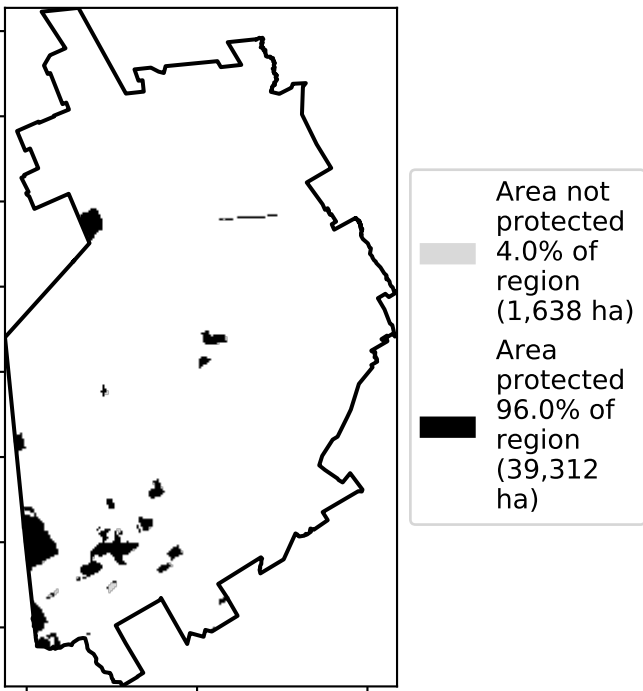 Area not
protected
4.0% of
region
(1,638 ha)
Area
protected
96.0% of
region
(39,312
ha)